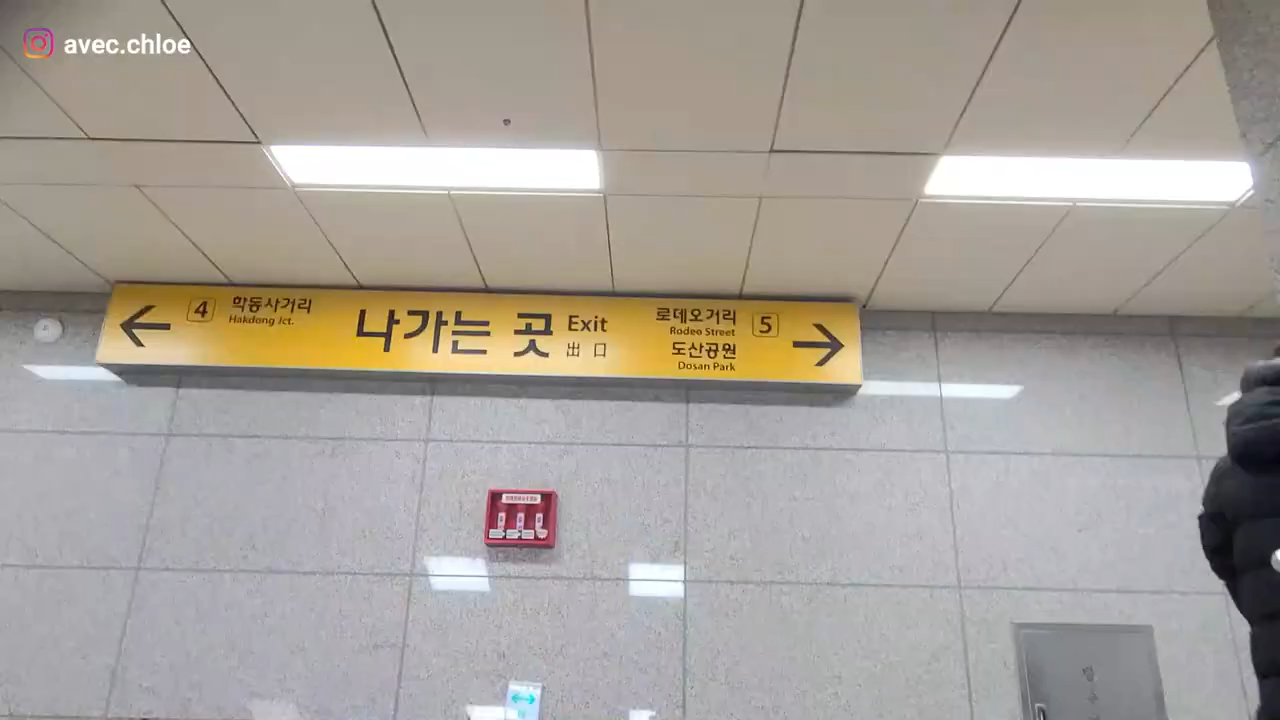 avec.chloe
4 학동사거리
Hakdong Jct.
나가는 곳 Exit
出 口
로데오거리 5
Rodeo Street
도산공원
Dosan Park